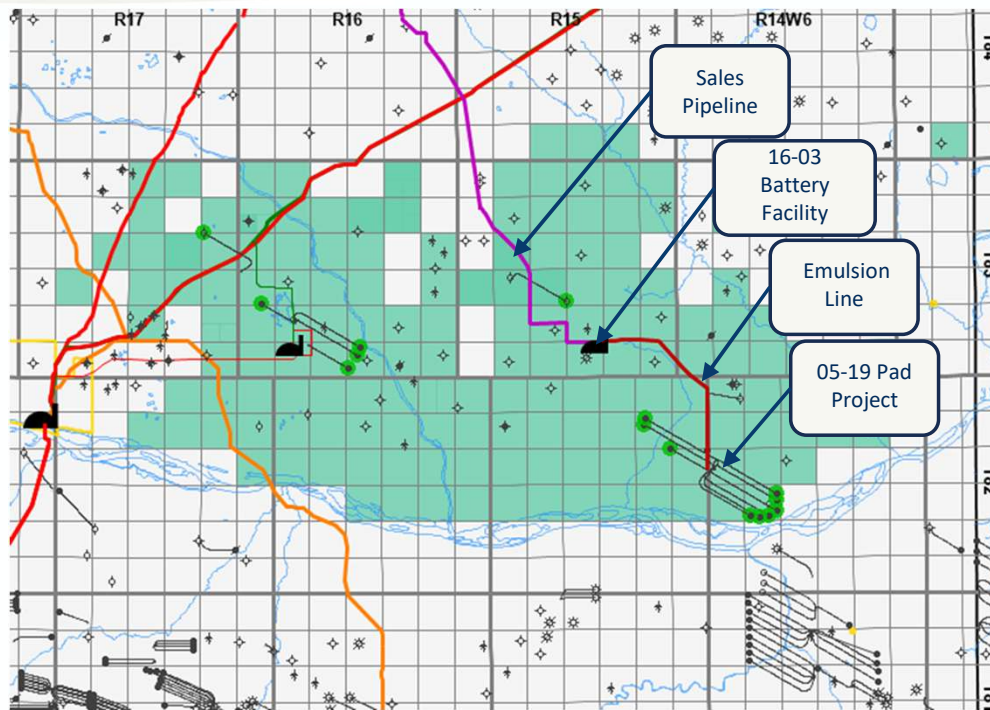 R17
R16
R15
R14W6
Sales
Pipeline
16-03
Battery
Facility
Emulsion
Line
05-19 Pad
Project